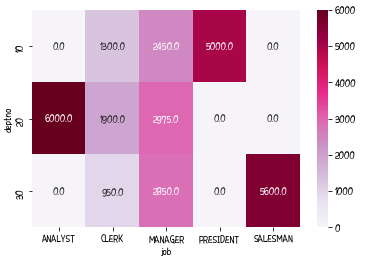 6000
10 0.0 1300.0 2450.0 5000.0 0.0
5000
4000
deptno
20 6000.0 1900.0 2975.0 0.0 0.0
3000
2000
30 0.0 950.0 2850.0 0.0 5600.0
1000
0
ANALYST CLERK MANAGER PRESIDENT SALESMAN
job